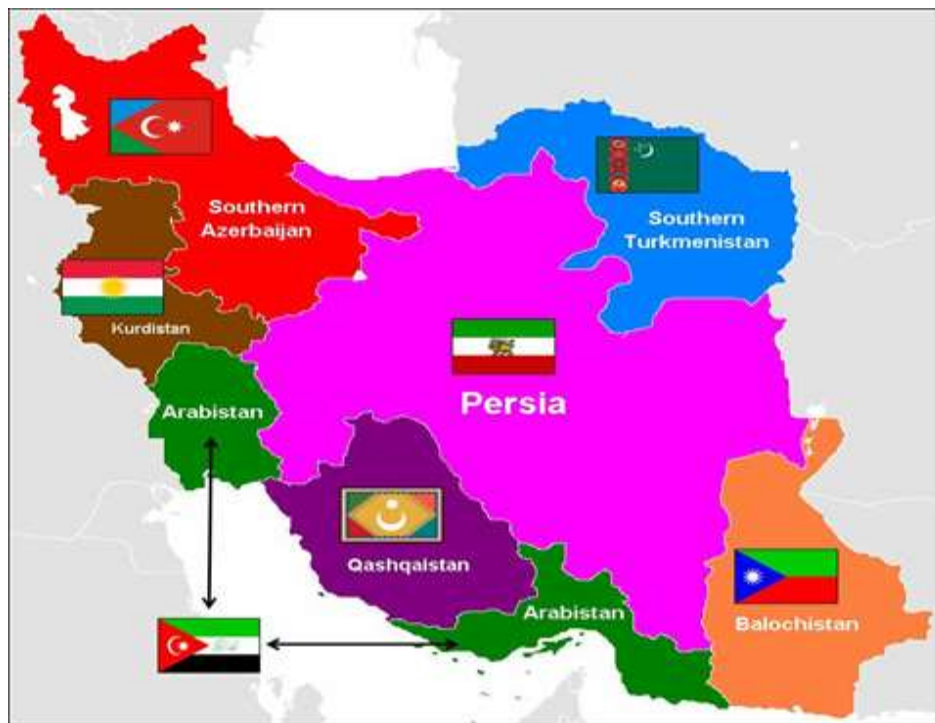 Southern
Azerbaijan
Southern
Turkmenistan
Kurdistan
Persia
Arabistan
Qashqaistan
Arabistan
Balochistan